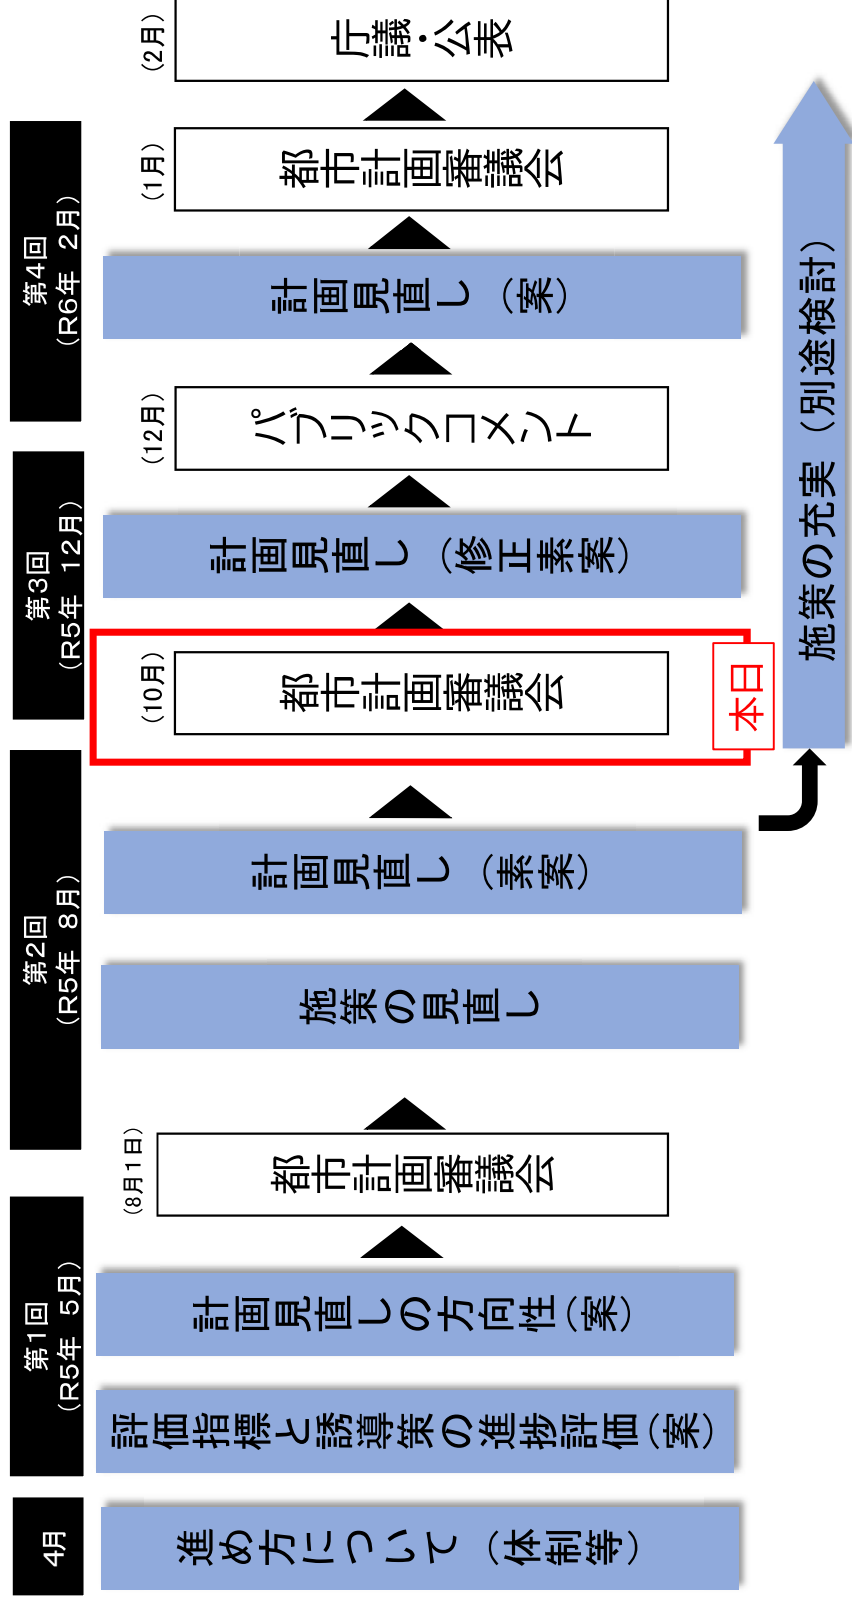 4月
進め方について（体制等）
第1回
（R5年 5月）
評価指標と誘導策の進捗評価（案）
計画見直しの方向性（案）
（8月1日）
都市計画審議会
第2回
（R5年 8月）
施策の見直し
計画見直し（素案）
（10月）
都市計画審議会
本日
第3回
（R5年 12月）
計画見直し（修正素案）
（12月）
パブリックコメント
第4回
（R6年 2月）
計画見直し（案）
（1月）
都市計画審議会
（2月）
庁議・公表
施策の充実（別途検討）